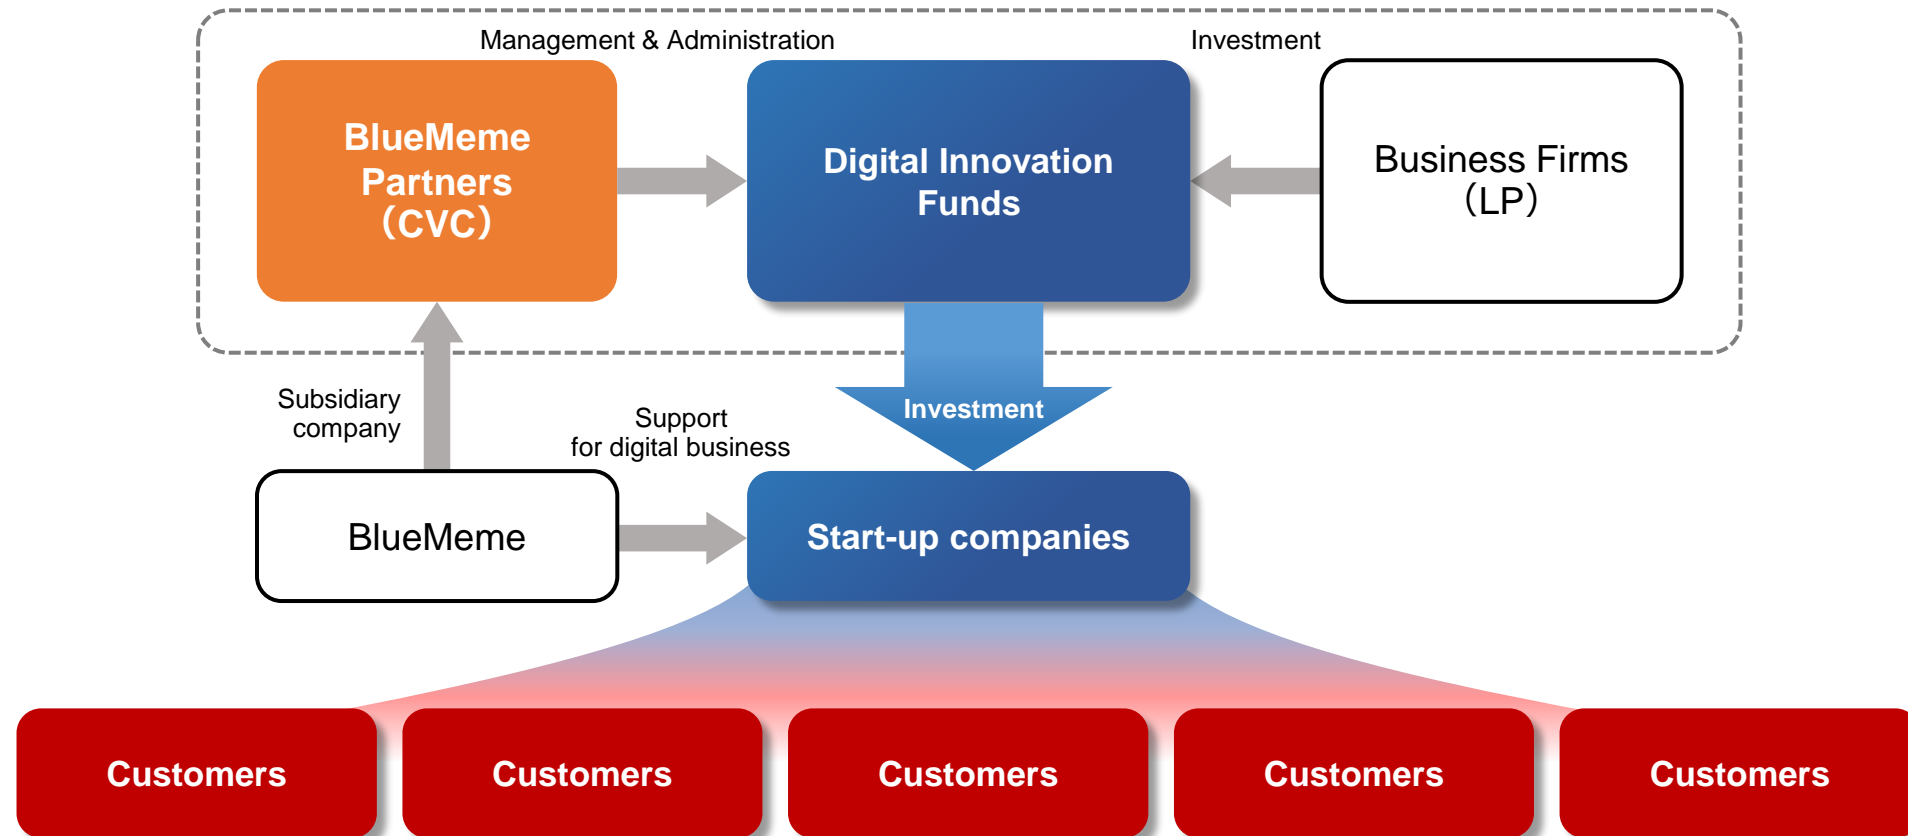 Management & Administration
Investment
BlueMeme
Partners
（CVC）
Digital Innovation
Funds
Business Firms
（LP）
Subsidiary
company
Support
for digital business
Investment
BlueMeme
Start-up companies
Customers
Customers
Customers
Customers
Customers